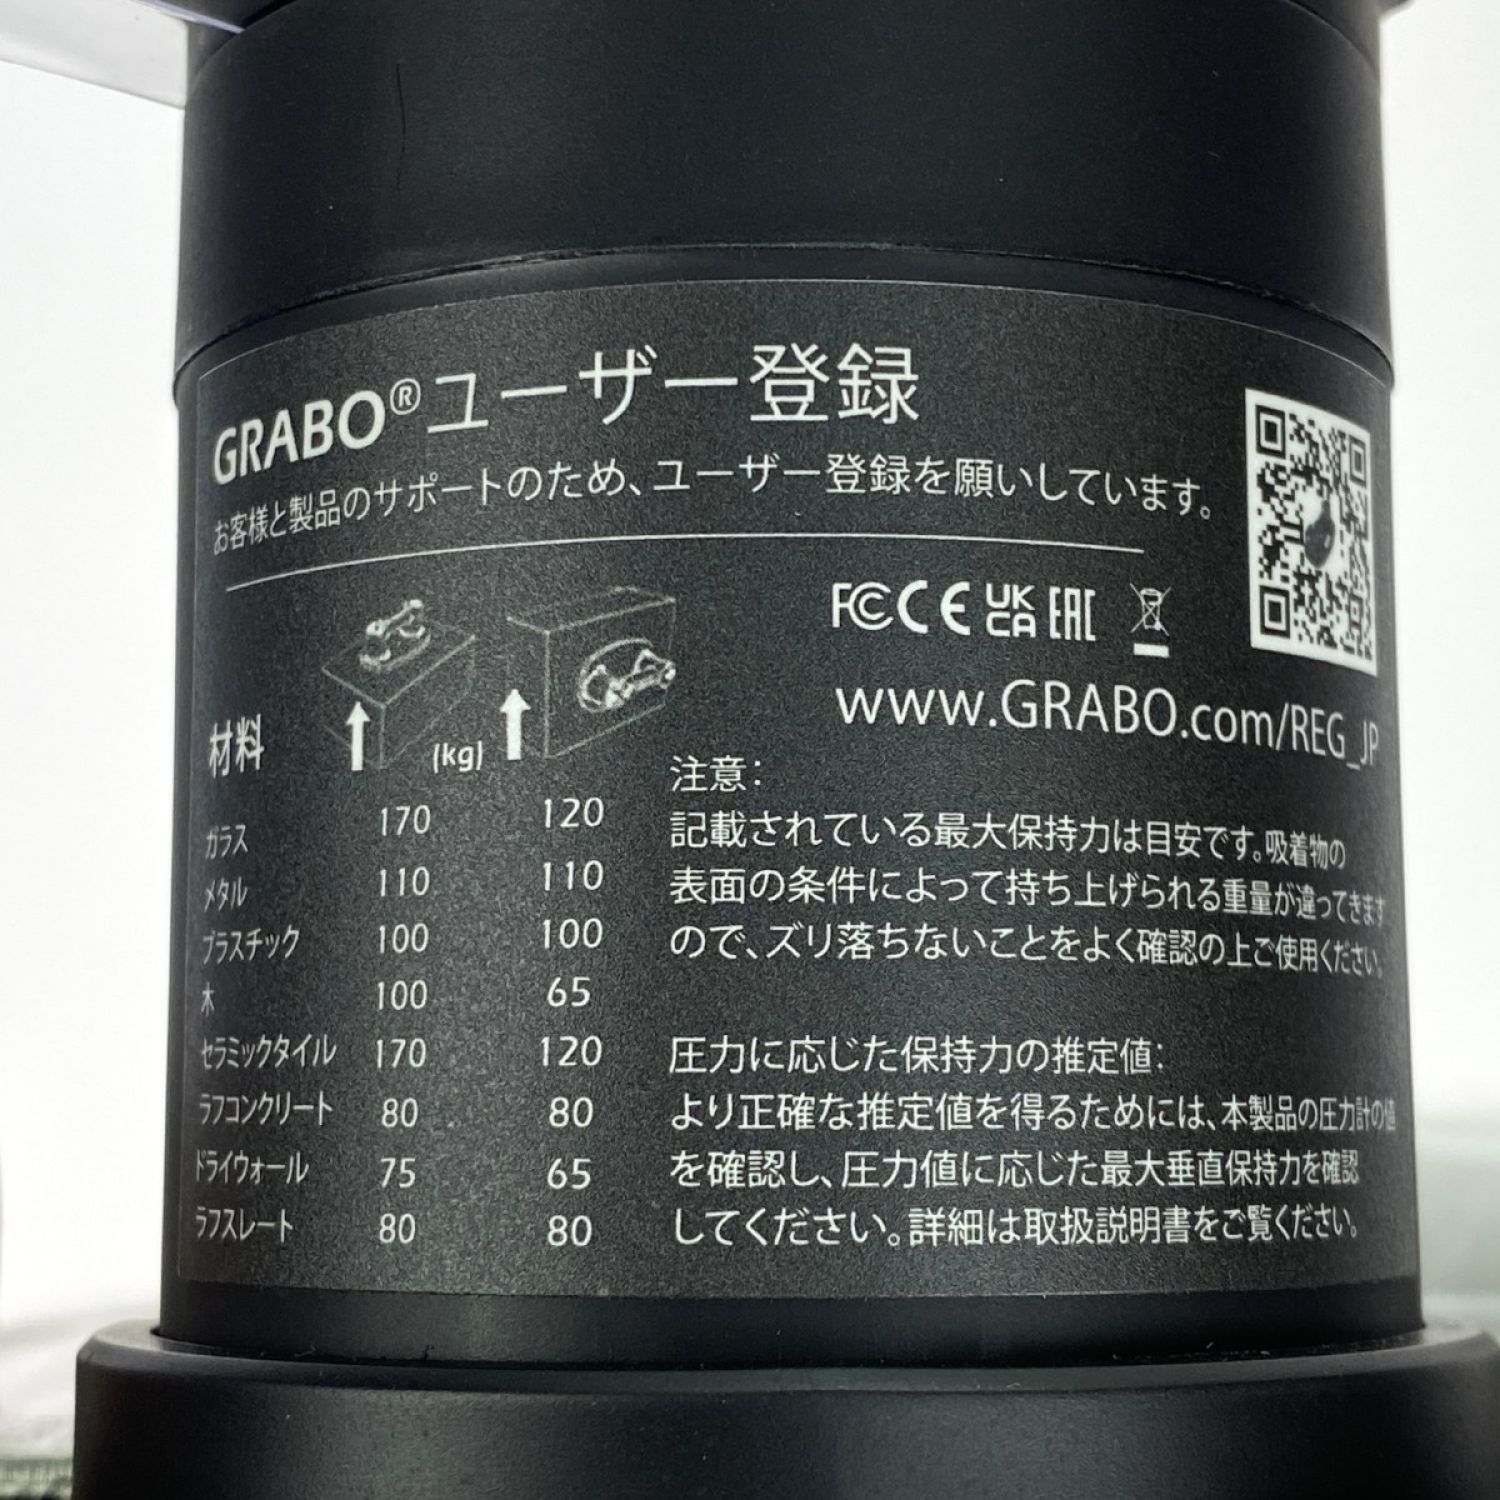 GRABO®ユーザー登録
お客様と製品のサポートのため、ユーザー登録を願いしています。
FC CE UKCA EAC
www.GRABO.com/REG_JP
材料 (kg)
ガラス 170 120
メタル 110 110
プラスチック 100 100
木 100 65
セラミックタイル 170 120
ラフコンクリート 80 80
ドライウォール 75 65
ラフスレート 80 80
注意：
記載されている最大保持力は目安です。吸着物の
表面の条件によって持ち上げられる重量が違ってきます
ので、ズリ落ちないことをよく確認の上ご使用ください。
圧力に応じた保持力の推定値：
より正確な推定値を得るためには、本製品の圧力計の値
を確認し、圧力値に応じた最大垂直保持力を確認
してください。詳細は取扱説明書をご覧ください。